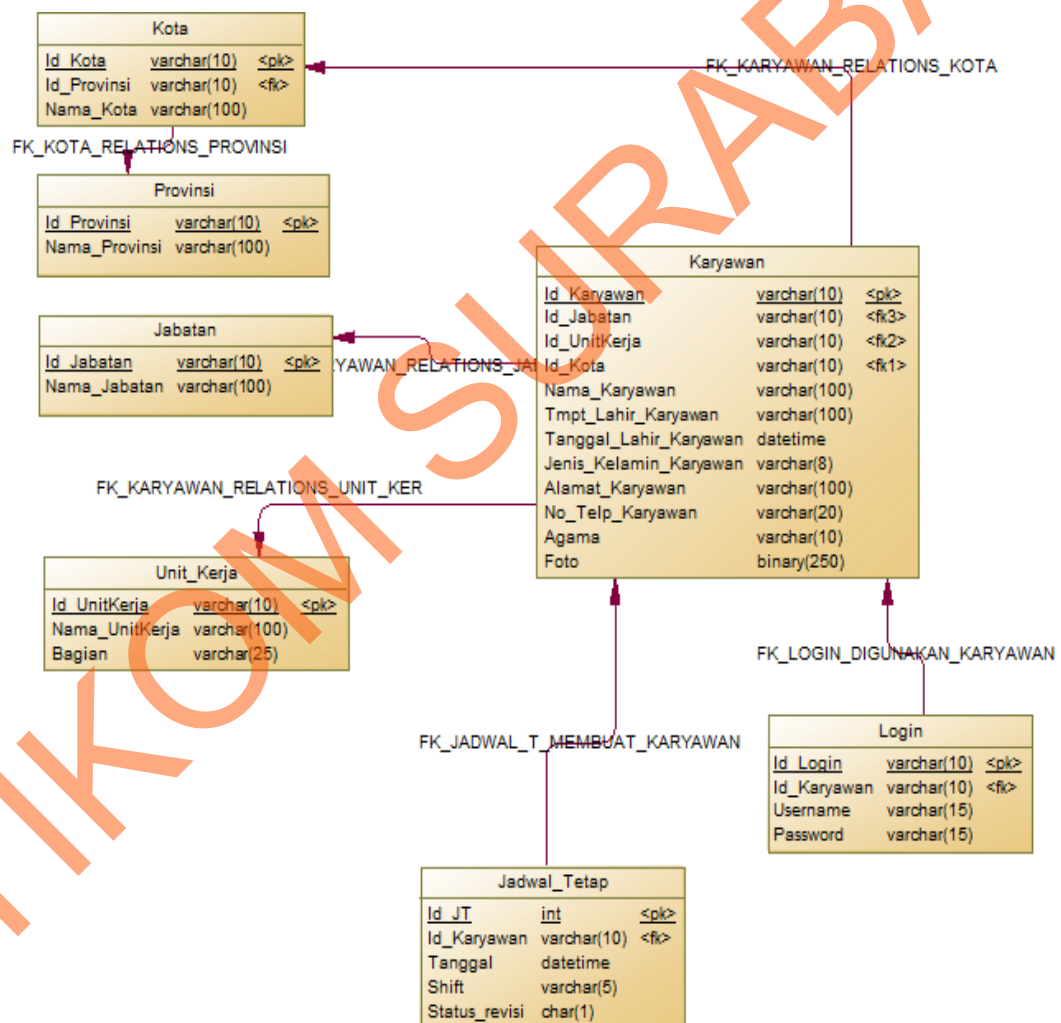 Kota
Id_Kota varchar(10) <pk>
Id_Provinsi varchar(10) <fk>
Nama_Kota varchar(100)
FK_KARYAWAN_RELATIONS_KOTA
FK_KOTA_RELATIONS_PROVINSI
Provinsi
Id_Provinsi varchar(10) <pk>
Nama_Provinsi varchar(100)
Jabatan
Id_Jabatan varchar(10) <pk>
Nama_Jabatan varchar(100)
YAWAN_RELATIONS_JA
Karyawan
Id_Karyawan varchar(10) <pk>
Id_Jabatan varchar(10) <fk3>
Id_UnitKerja varchar(10) <fk2>
Id_Kota varchar(10) <fk1>
Nama_Karyawan varchar(100)
Tmpt_Lahir_Karyawan varchar(100)
Tanggal_Lahir_Karyawan datetime
Jenis_Kelamin_Karyawan varchar(8)
Alamat_Karyawan varchar(100)
No_Telp_Karyawan varchar(20)
Agama varchar(10)
Foto binary(250)
FK_KARYAWAN_RELATIONS_UNIT_KER
Unit_Kerja
Id_UnitKerja varchar(10) <pk>
Nama_UnitKerja varchar(100)
Bagian varchar(25)
FK_LOGIN_DIGUNAKAN_KARYAWAN
FK_JADWAL_T_MEMBUAT_KARYAWAN
Login
Id_Login varchar(10) <pk>
Id_Karyawan varchar(10) <fk>
Username varchar(15)
Password varchar(15)
Jadwal_Tetap
Id_JT int <pk>
Id_Karyawan varchar(10) <fk>
Tanggal datetime
Shift varchar(5)
Status_revisi char(1)
TIKOM SURABA